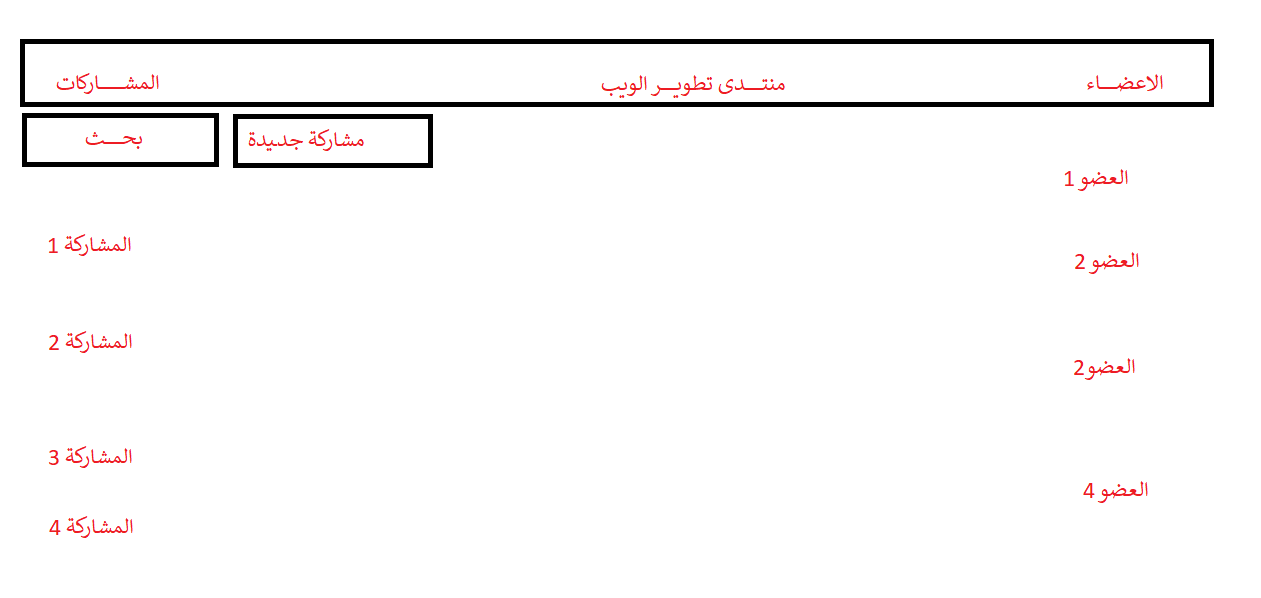 الاعضـــاء
منتـــدى تطويـــر الويب
المشـــــاركات
مشاركة جديدة
بحـــــث
العضو 1
المشاركة 1
العضو 2
المشاركة 2
العضو2
المشاركة 3
العضو 4
المشاركة 4